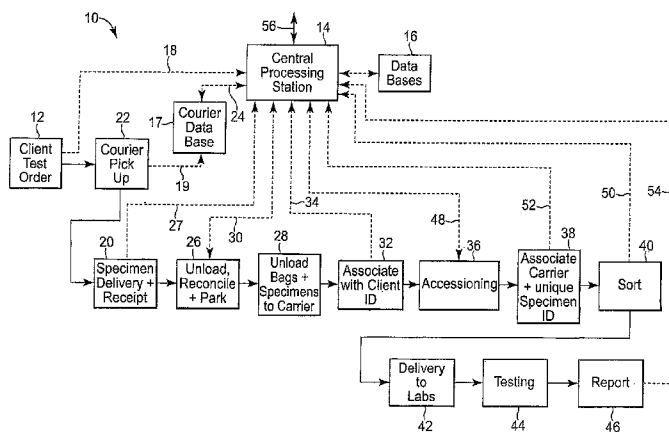 10
56
14
16
18
Central
Processing
Station
Data
Bases
12
22
17
Courier
Data
Base
24
Client
Test
Order
Courier
Pick
Up
19
27
30
34
48
52
50
54
20
Specimen
Delivery +
Receipt
26
Unload,
Reconcile
+ Park
28
Unload
Bags +
Specimens
to Carrier
32
Associate
with Client
ID
36
Accessioning
38
Associate
Carrier
+ unique
Specimen
ID
40
Sort
Delivery
to
Labs
42
Testing
44
Report
46